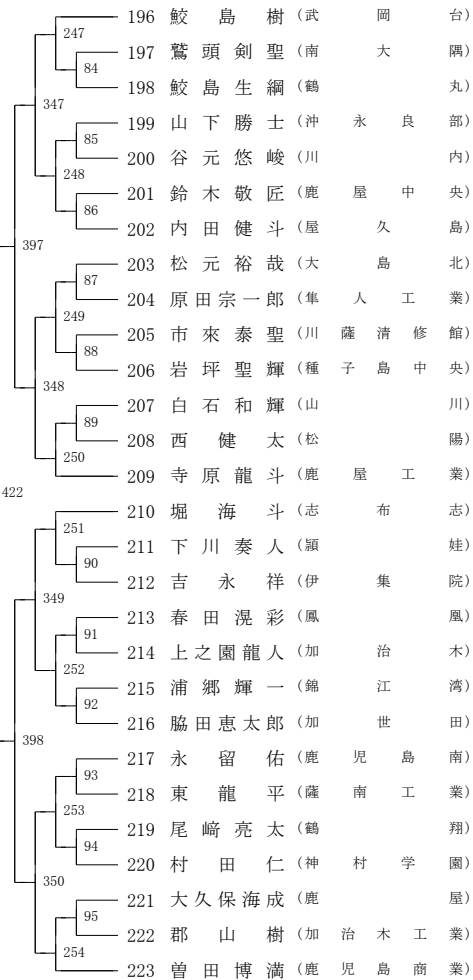 196 鮫島樹 (武岡台)
247
197 鷲頭剣聖 (南大隅)
84
198 鮫島生綱 (鶴丸)
347
199 山下勝士 (沖永良部)
85
200 谷元悠峻 (川内)
248
201 鈴木敬匠 (鹿屋中央)
86
202 内田健斗 (屋久島)
397
203 松元裕哉 (大島北)
87
204 原田宗一郎 (隼人工業)
249
205 市來泰聖 (川薩清修館)
88
206 岩坪聖輝 (種子島中央)
348
207 白石和輝 (山川)
89
208 西健太 (松陽)
250
209 寺原龍斗 (鹿屋工業)
422
210 堀海斗 (志布志)
251
211 下川奏人 (頴娃)
90
212 吉永祥 (伊集院)
349
213 春田滉彩 (鳳凰)
91
214 上之園龍人 (加治木)
252
215 浦郷輝一 (錦江湾)
92
216 脇田恵太郎 (加世田)
398
217 永留佑 (鹿児島南)
93
218 東龍平 (薩南工業)
253
219 尾﨑亮太 (鶴翔)
94
220 村田仁 (神村学園)
350
221 大久保海成 (鹿屋)
95
222 郡山樹 (加治木工業)
254
223 曽田博満 (鹿児島商業)